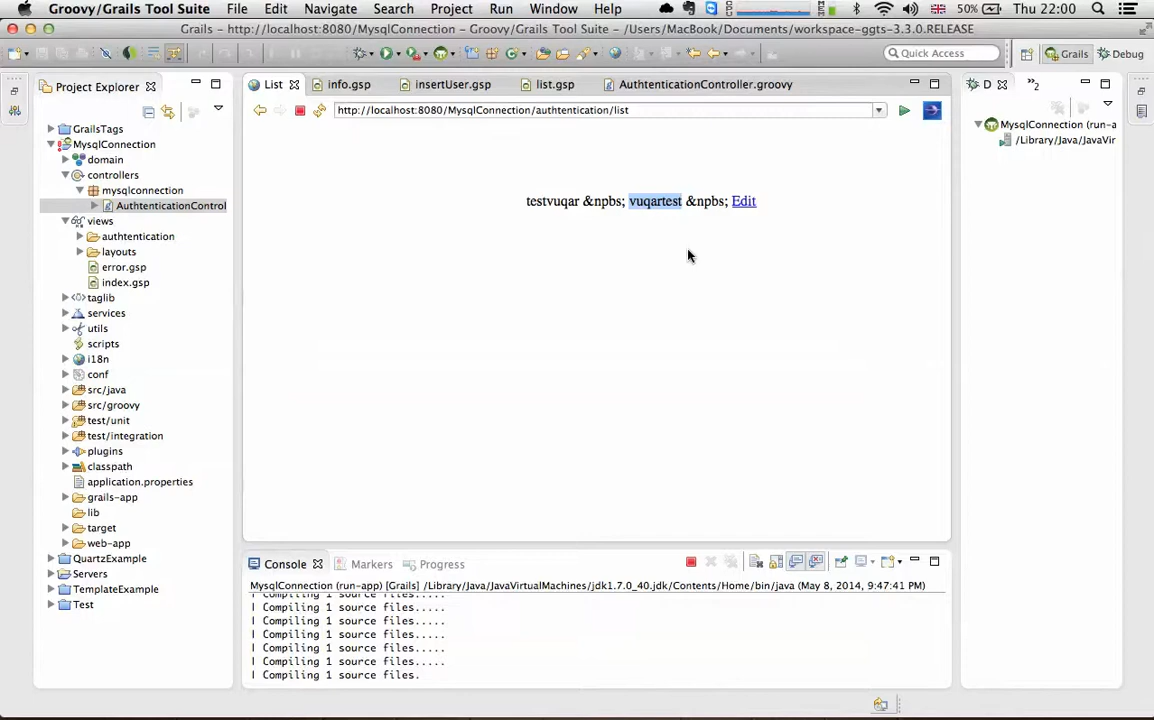 Groovy/Grails Tool Suite File Edit Navigate Search Project Run Window Help 50% Thu 22:00
Grails - http://localhost:8080/MysqlConnection - Groovy/Grails Tool Suite - /Users/MacBook/Documents/workspace-ggts-3.3.0.RELEASE
Quick Access Grails Debug
Project Explorer List info.gsp insertUser.gsp list.gsp AuthtenticationController.groovy D »2
http://localhost:8080/MysqlConnection/authtentication/list
GrailsTags
MysqlConnection
domain
controllers
mysqlconnection
AuthtenticationControl
views
authtentication
layouts
error.gsp
index.gsp
taglib
services
utils
scripts
i18n
conf
src/java
src/groovy
test/unit
test/integration
plugins
classpath
application.properties
grails-app
lib
target
web-app
QuartzExample
Servers
TemplateExample
Test
testvuqar &npbs; vuqartest &npbs; Edit
MysqlConnection (run-a
/Library/Java/JavaVir
Console Markers Progress
MysqlConnection (run-app) [Grails] /Library/Java/JavaVirtualMachines/jdk1.7.0_40.jdk/Contents/Home/bin/java (May 8, 2014, 9:47:41 PM)
| Compiling 1 source files.....
| Compiling 1 source files.....
| Compiling 1 source files.....
| Compiling 1 source files.....
| Compiling 1 source files.....
| Compiling 1 source files.....
| Compiling 1 source files.